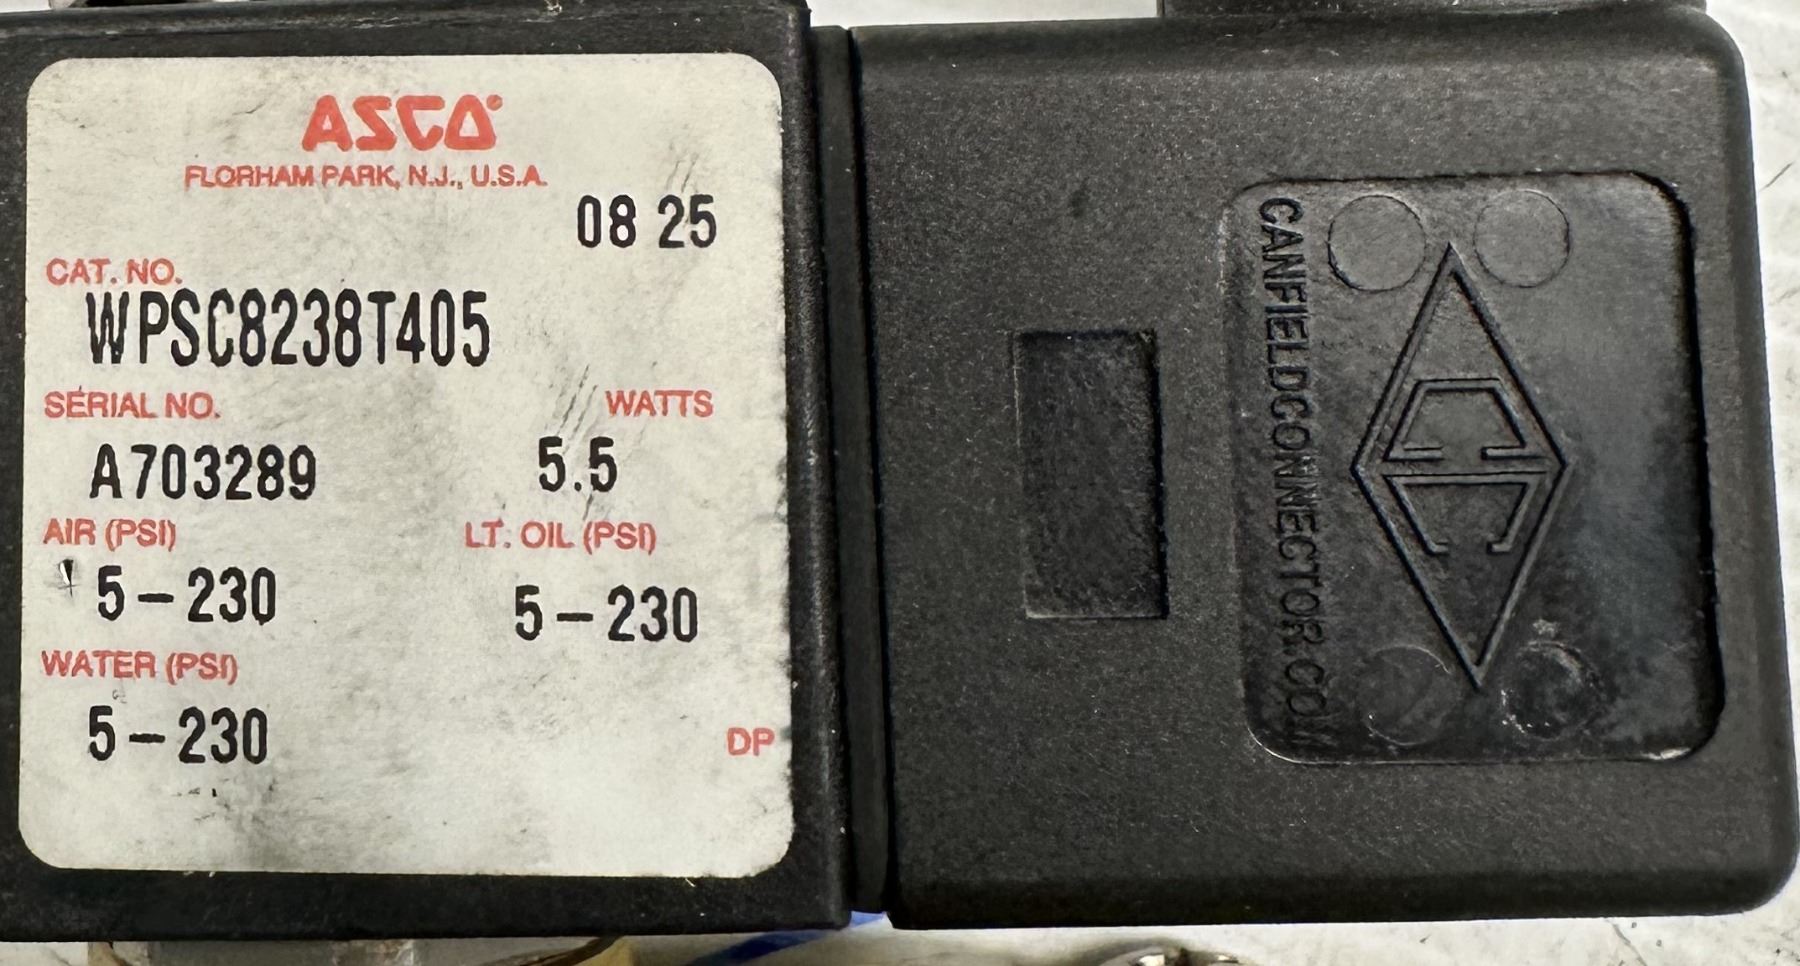 ASCO
FLORHAM PARK, N.J., U.S.A.
08 25
CAT. NO.
WPSC8238T405
SERIAL NO. WATTS
A703289 5.5
AIR (PSI) LT. OIL (PSI)
5-230 5-230
WATER (PSI)
5-230
DP
CANFIELDCONNECTOR.COM